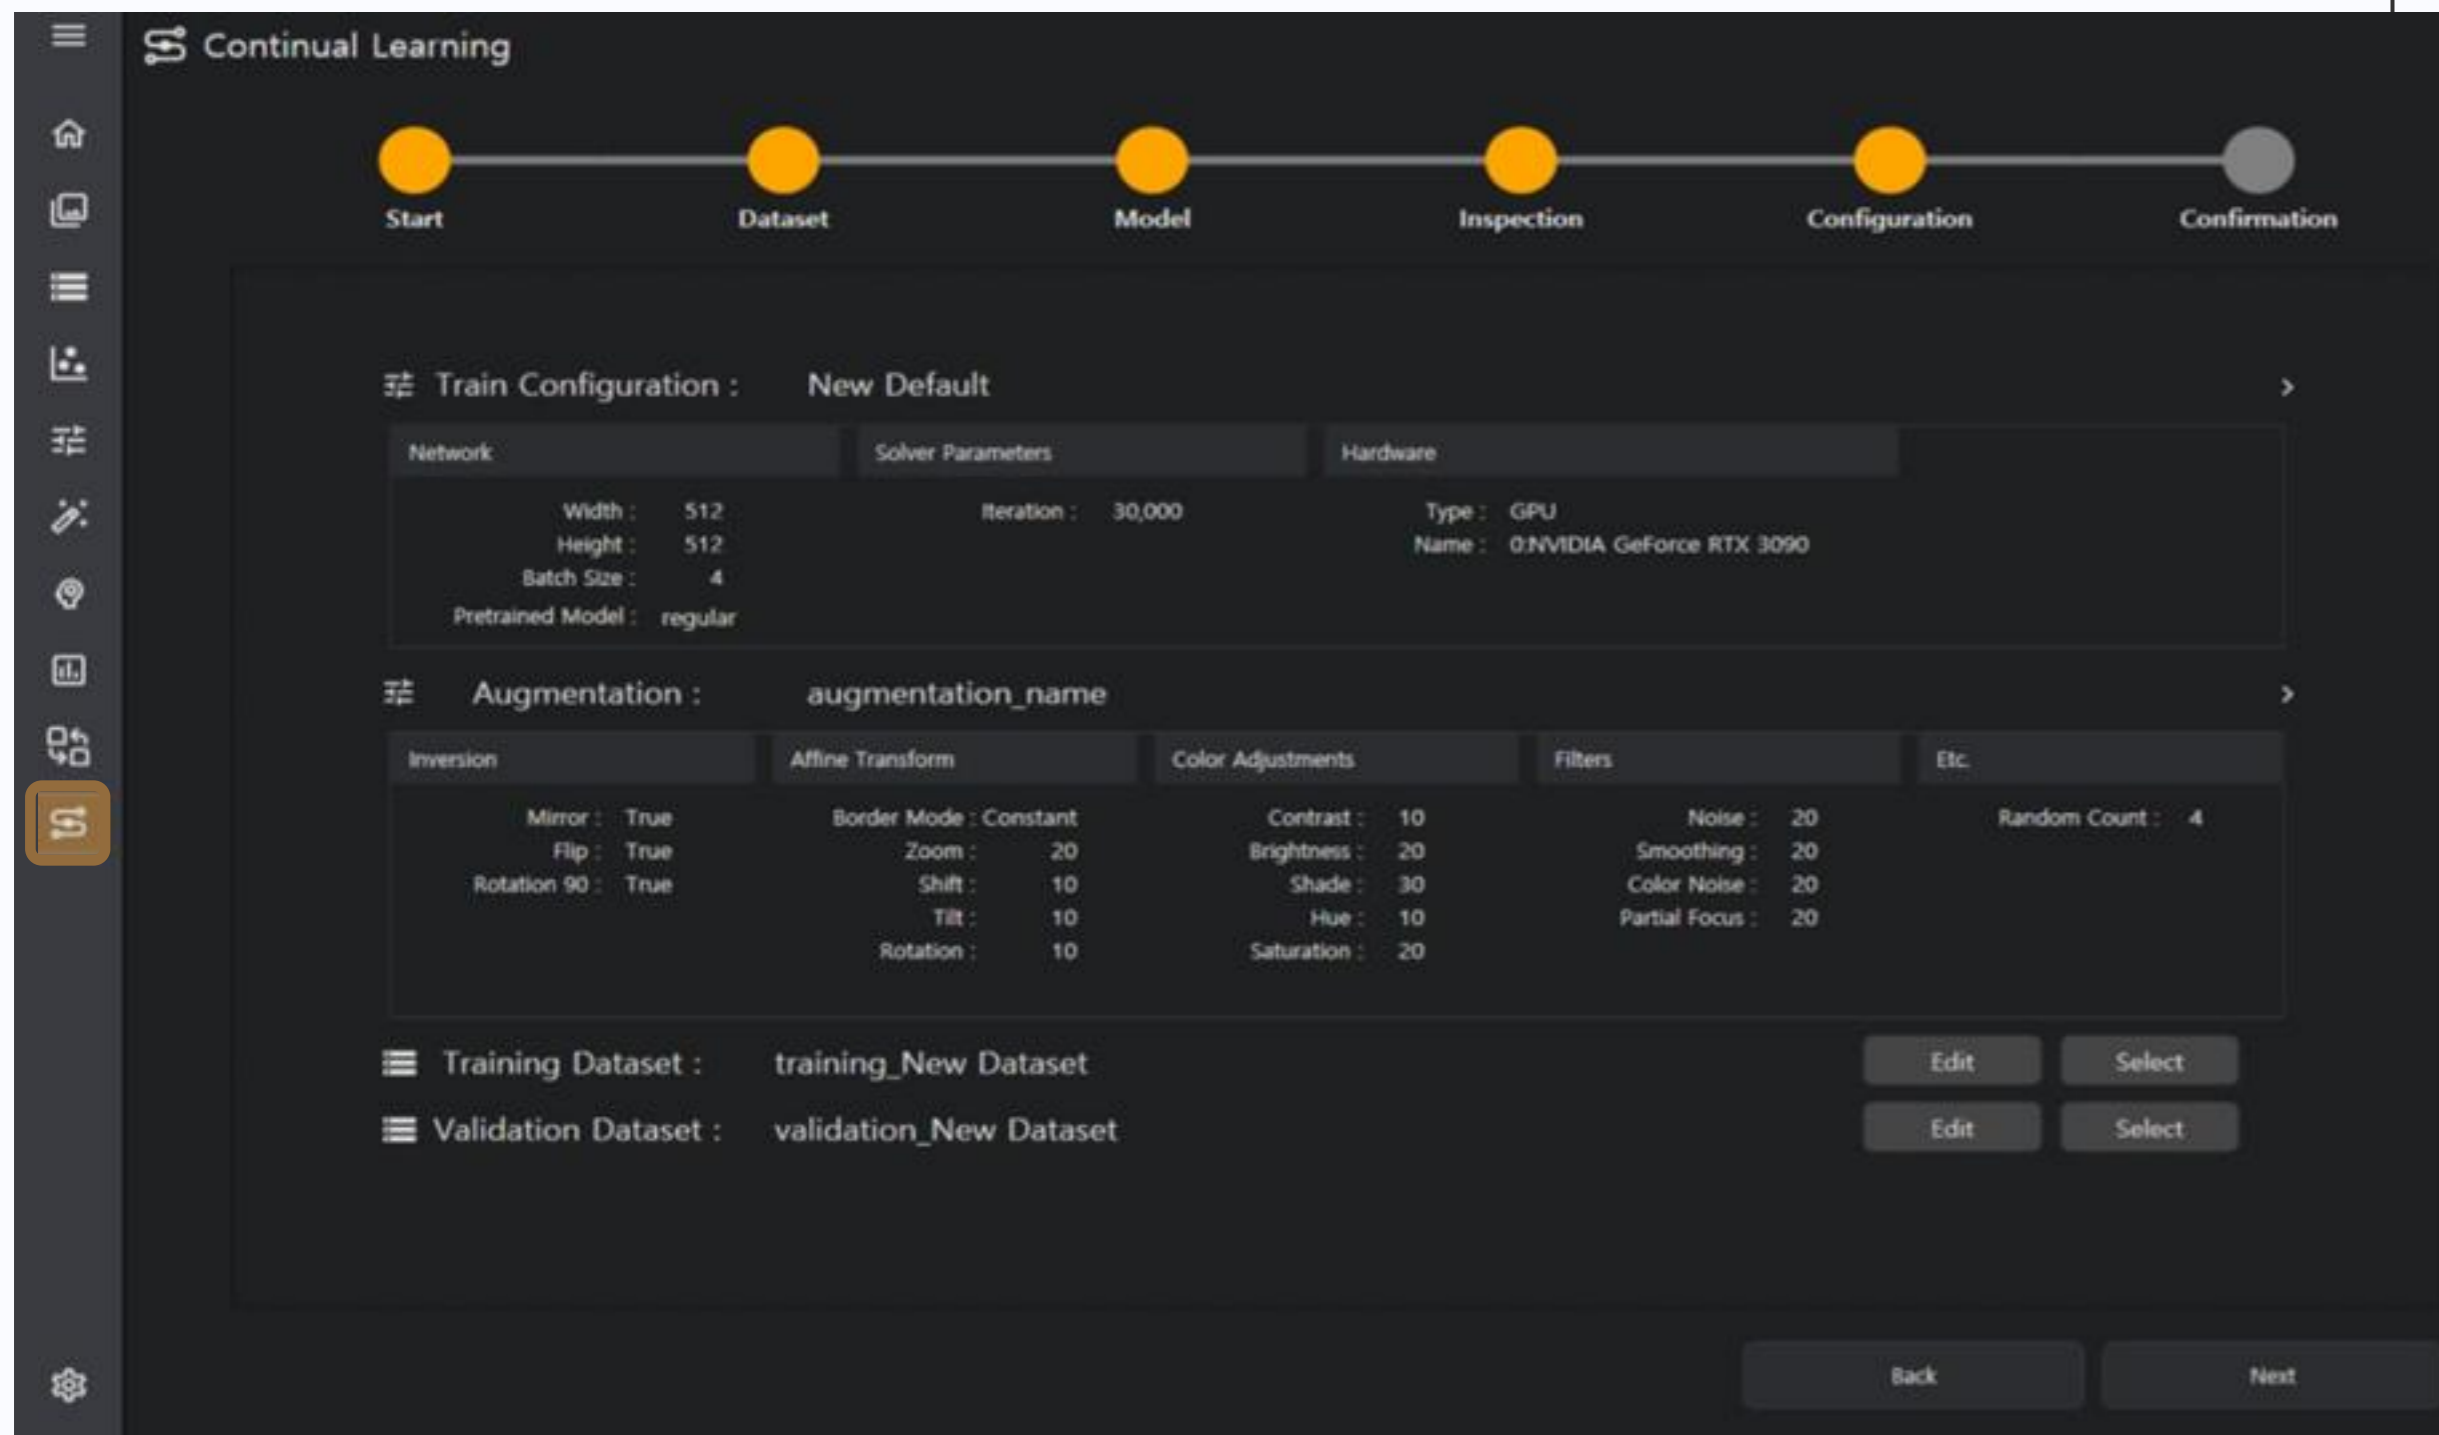 Continual Learning
Start Dataset Model Inspection Configuration Confirmation
Train Configuration : New Default
Network Solver Parameters Hardware
Width : 512 Iteration : 30,000 Type : GPU
Height : 512 Name : 0:NVIDIA GeForce RTX 3090
Batch Size : 4
Pretrained Model : regular
Augmentation : augmentation_name
Inversion Affine Transform Color Adjustments Filters Etc.
Mirror : True Border Mode : Constant Contrast : 10 Noise : 20 Random Count : 4
Flip : True Zoom : 20 Brightness : 20 Smoothing : 20
Rotation 90 : True Shift : 10 Shade : 30 Color Noise : 20
Tilt : 10 Hue : 10 Partial Focus : 20
Rotation : 10 Saturation : 20
Training Dataset : training_New Dataset Edit Select
Validation Dataset : validation_New Dataset Edit Select
Back Next